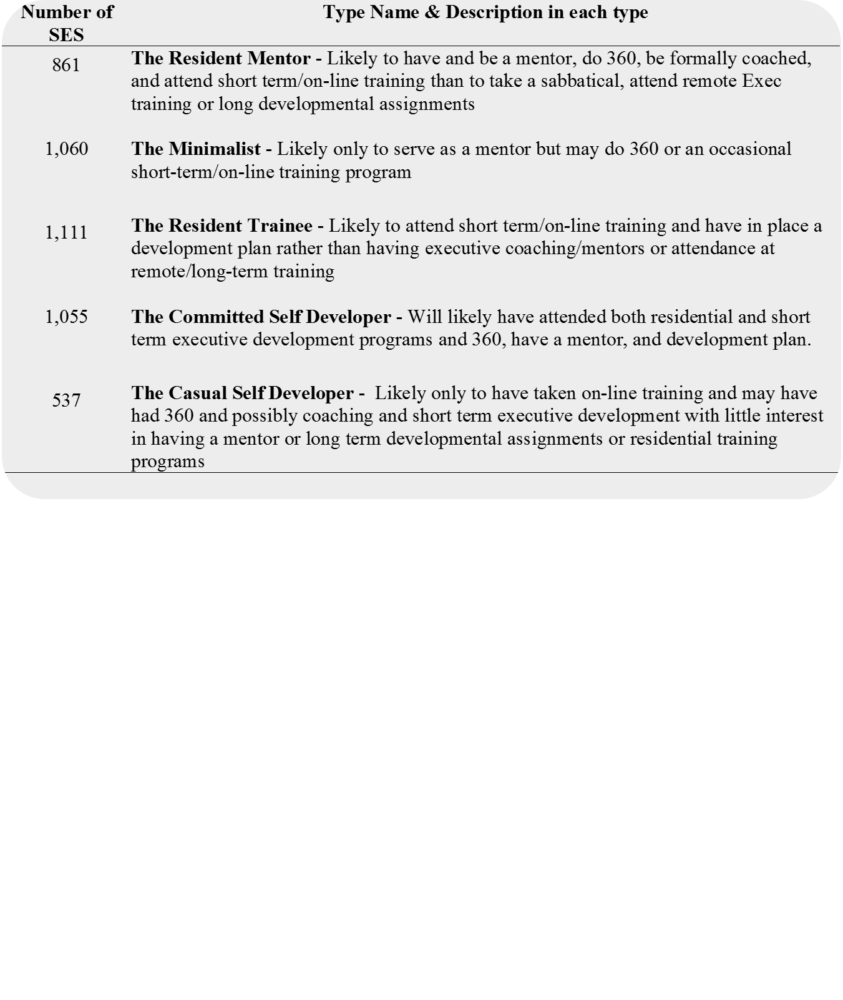 Number of SES
Type Name & Description in each type
861
The Resident Mentor - Likely to have and be a mentor, do 360, be formally coached,
and attend short term/on-line training than to take a sabbatical, attend remote Exec
training or long developmental assignments
1,060
The Minimalist - Likely only to serve as a mentor but may do 360 or an occasional
short-term/on-line training program
1,111
The Resident Trainee - Likely to attend short term/on-line training and have in place a
development plan rather than having executive coaching/mentors or attendance at
remote/long-term training
1,055
The Committed Self Developer - Will likely have attended both residential and short
term executive development programs and 360, have a mentor, and development plan.
537
The Casual Self Developer -  Likely only to have taken on-line training and may have
had 360 and possibly coaching and short term executive development with little interest
in having a mentor or long term developmental assignments or residential training
programs